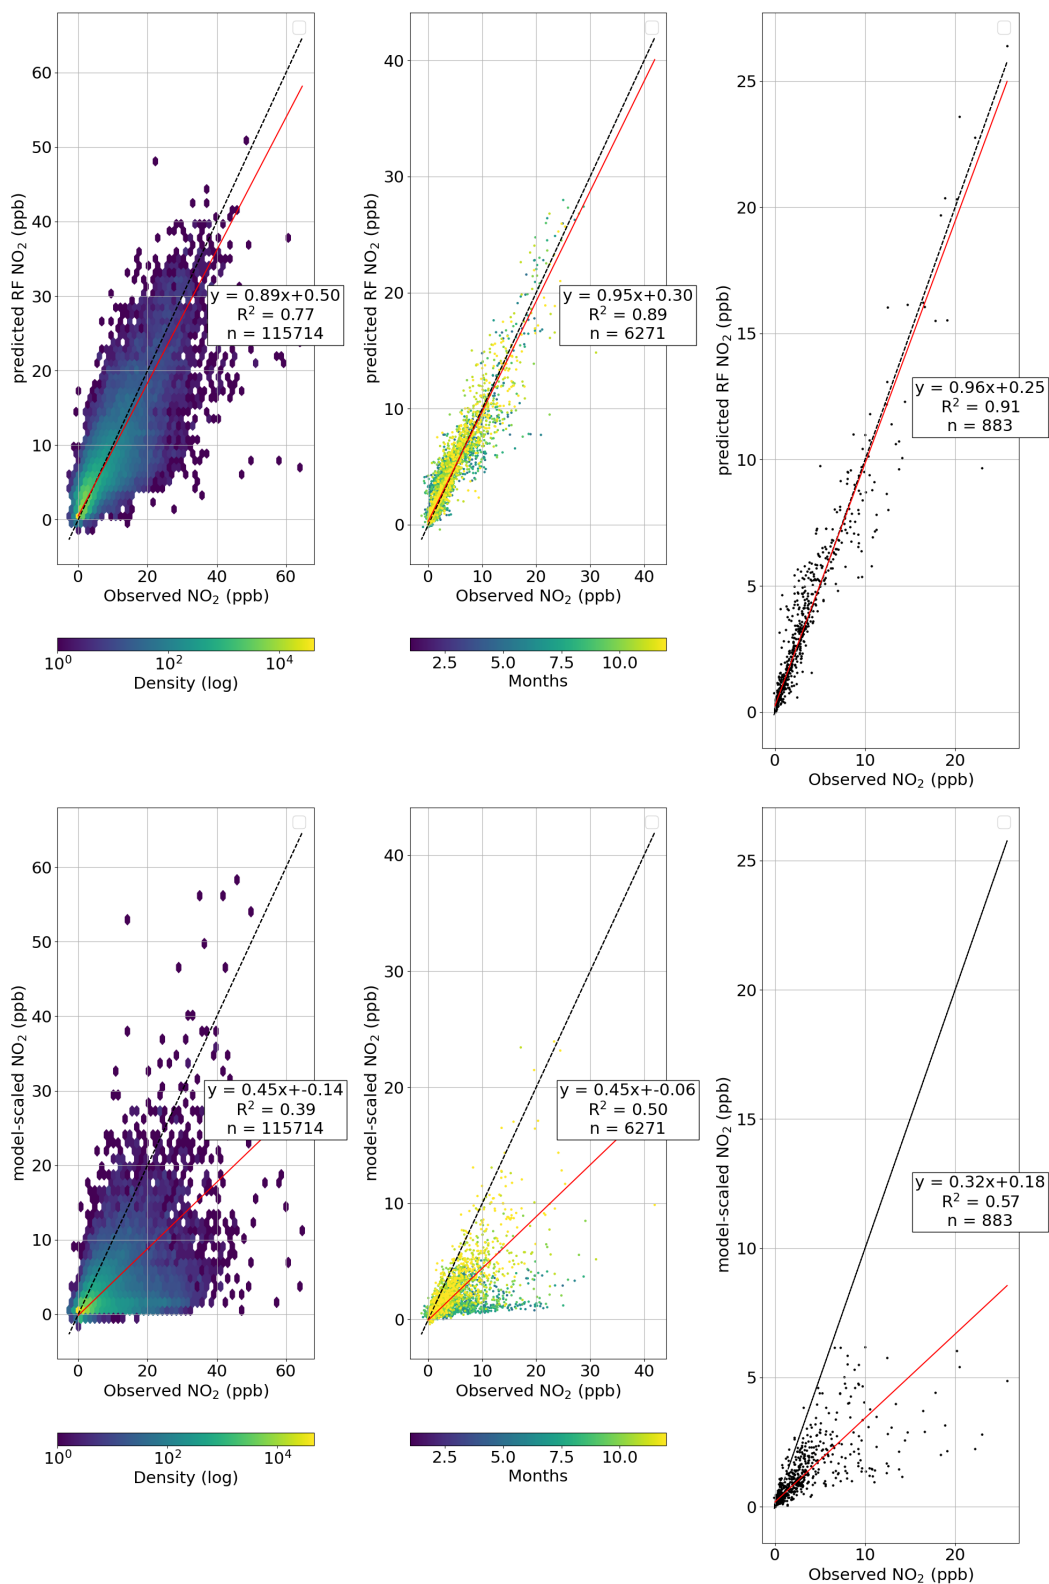 60
50
40
30
20
10
0
predicted RF NO2 (ppb)
y = 0.89x+0.50
R2 = 0.77
n = 115714
0 20 40 60
Observed NO2 (ppb)
10^0 10^2 10^4
Density (log)
40
30
20
10
0
predicted RF NO2 (ppb)
y = 0.95x+0.30
R2 = 0.89
n = 6271
0 10 20 30 40
Observed NO2 (ppb)
2.5 5.0 7.5 10.0
Months
25
20
15
10
5
0
predicted RF NO2 (ppb)
y = 0.96x+0.25
R2 = 0.91
n = 883
0 10 20
Observed NO2 (ppb)
60
50
40
30
20
10
0
model-scaled NO2 (ppb)
y = 0.45x+-0.14
R2 = 0.39
n = 115714
0 20 40 60
Observed NO2 (ppb)
10^0 10^2 10^4
Density (log)
40
30
20
10
0
model-scaled NO2 (ppb)
y = 0.45x+-0.06
R2 = 0.50
n = 6271
0 10 20 30 40
Observed NO2 (ppb)
2.5 5.0 7.5 10.0
Months
25
20
15
10
5
0
model-scaled NO2 (ppb)
y = 0.32x+0.18
R2 = 0.57
n = 883
0 10 20
Observed NO2 (ppb)